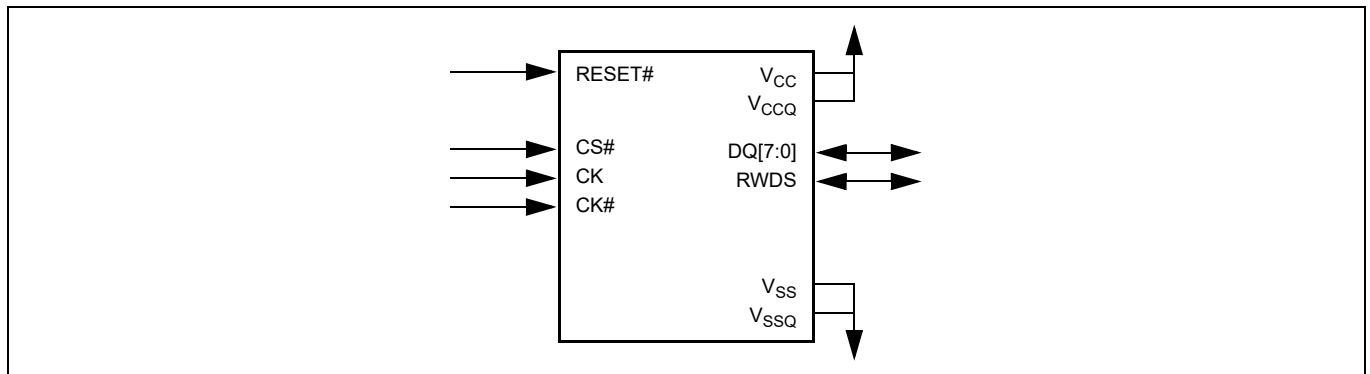 RESET#
CS#
CK
CK#
VCC
VCCQ
DQ[7:0]
RWDS
VSS
VSSQ